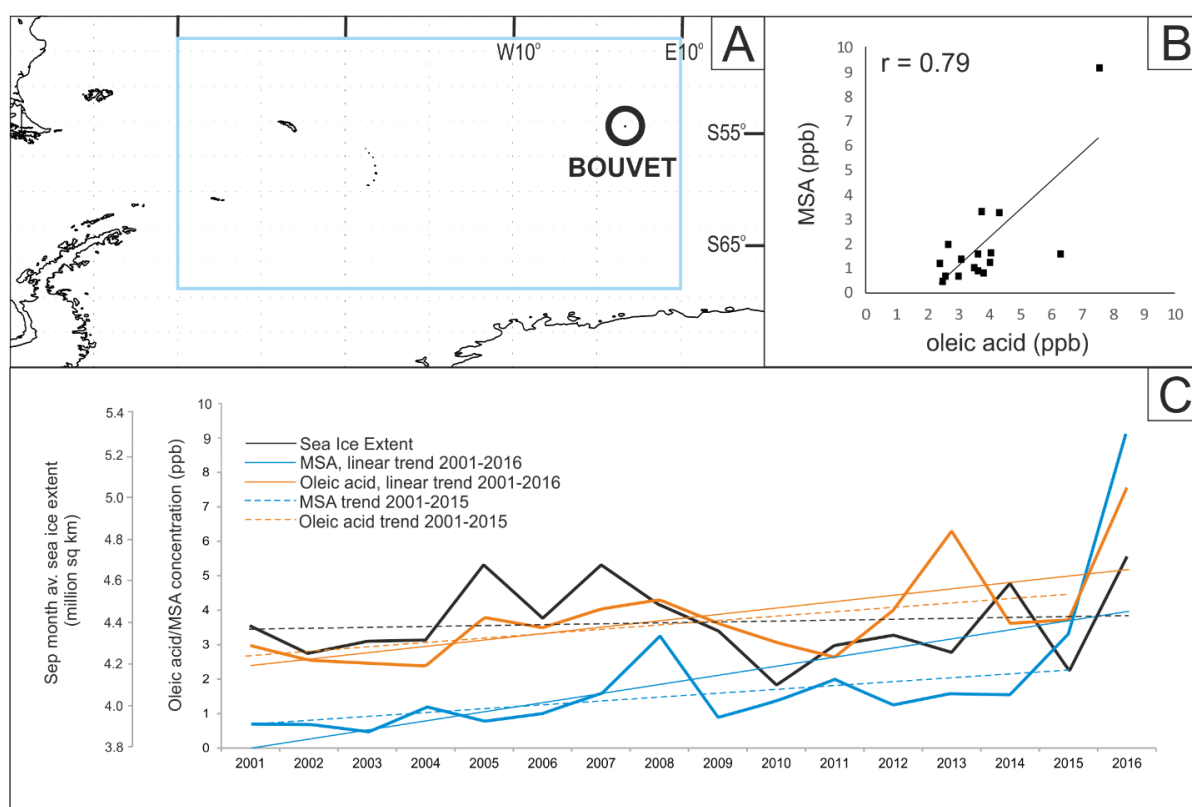 A
W10°
E10°
S55°
BOUVET
S65°
B
r = 0.79
MSA (ppb)
10
9
8
7
6
5
4
3
2
1
0
0 1 2 3 4 5 6 7 8 9 10
oleic acid (ppb)
C
Sep month av. sea ice extent
(million sq km)
5.4
5.2
5.0
4.8
4.6
4.4
4.2
4.0
3.8
Oleic acid/MSA concentration (ppb)
10
9
8
7
6
5
4
3
2
1
0
Sea Ice Extent
MSA, linear trend 2001-2016
Oleic acid, linear trend 2001-2016
MSA trend 2001-2015
Oleic acid trend 2001-2015
2001 2002 2003 2004 2005 2006 2007 2008 2009 2010 2011 2012 2013 2014 2015 2016